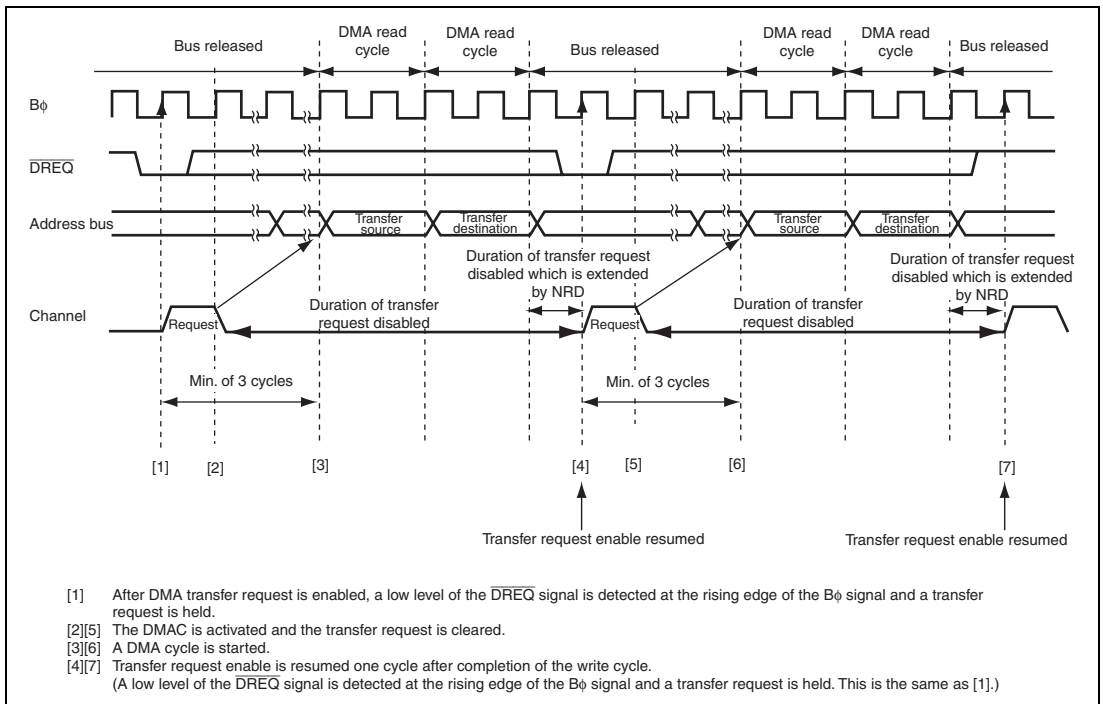 Bus released
DMA read
cycle
DMA read
cycle
Bus released
DMA read
cycle
DMA read
cycle
Bus released
Bφ
DREQ
Address bus
Transfer
source
Transfer
destination
Transfer
source
Transfer
destination
Duration of transfer request
disabled which is extended
by NRD
Duration of transfer request
disabled which is extended
by NRD
Channel
Request
Duration of transfer
request disabled
Request
Duration of transfer
request disabled
Min. of 3 cycles
Min. of 3 cycles
[1]
[2]
[3]
[4]
[5]
[6]
[7]
Transfer request enable resumed
Transfer request enable resumed
[1] After DMA transfer request is enabled, a low level of the DREQ signal is detected at the rising edge of the Bφ signal and a transfer
request is held.
[2][5] The DMAC is activated and the transfer request is cleared.
[3][6] A DMA cycle is started.
[4][7] Transfer request enable is resumed one cycle after completion of the write cycle.
(A low level of the DREQ signal is detected at the rising edge of the Bφ signal and a transfer request is held. This is the same as [1].)